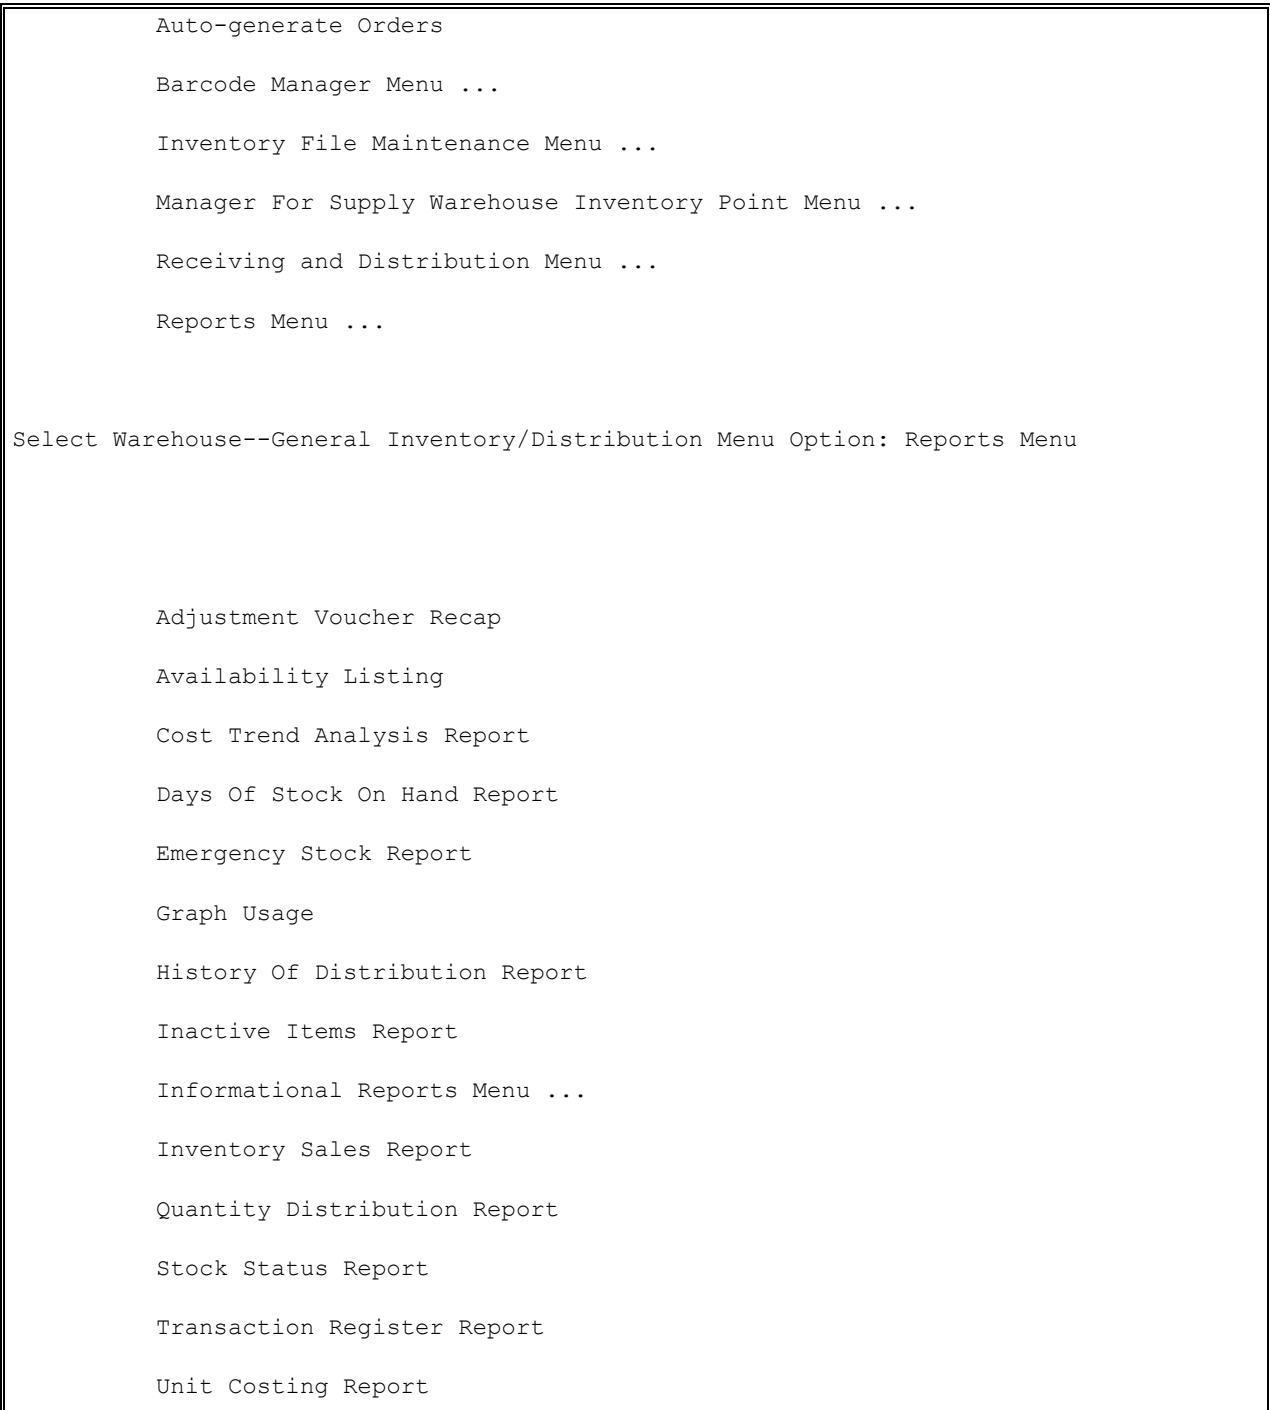 Auto-generate Orders
Barcode Manager Menu ...
Inventory File Maintenance Menu ...
Manager For Supply Warehouse Inventory Point Menu ...
Receiving and Distribution Menu ...
Reports Menu ...
Select Warehouse--General Inventory/Distribution Menu Option: Reports Menu
Adjustment Voucher Recap
Availability Listing
Cost Trend Analysis Report
Days Of Stock On Hand Report
Emergency Stock Report
Graph Usage
History Of Distribution Report
Inactive Items Report
Informational Reports Menu ...
Inventory Sales Report
Quantity Distribution Report
Stock Status Report
Transaction Register Report
Unit Costing Report